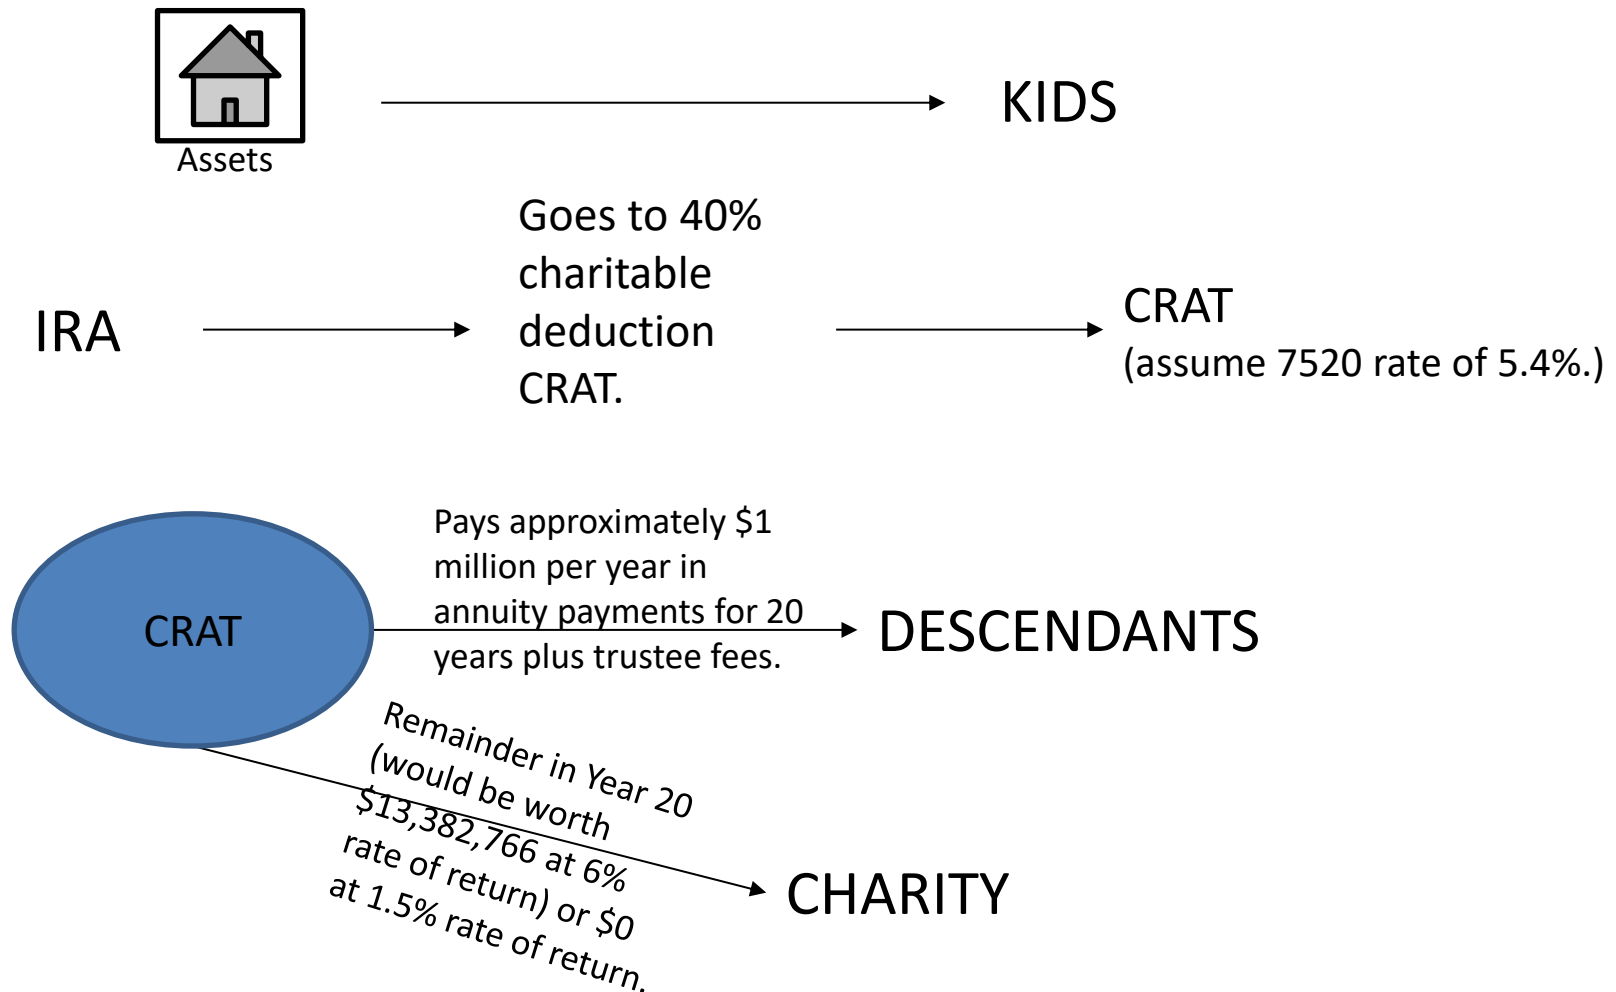 Assets
KIDS
Goes to 40%
charitable
deduction
CRAT.
IRA
CRAT
(assume 7520 rate of 5.4%.)
CRAT
Pays approximately $1
million per year in
annuity payments for 20
years plus trustee fees.
DESCENDANTS
Remainder in Year 20
(would be worth
$13,382,766 at 6%
rate of return) or $0
at 1.5% rate of return.
CHARITY